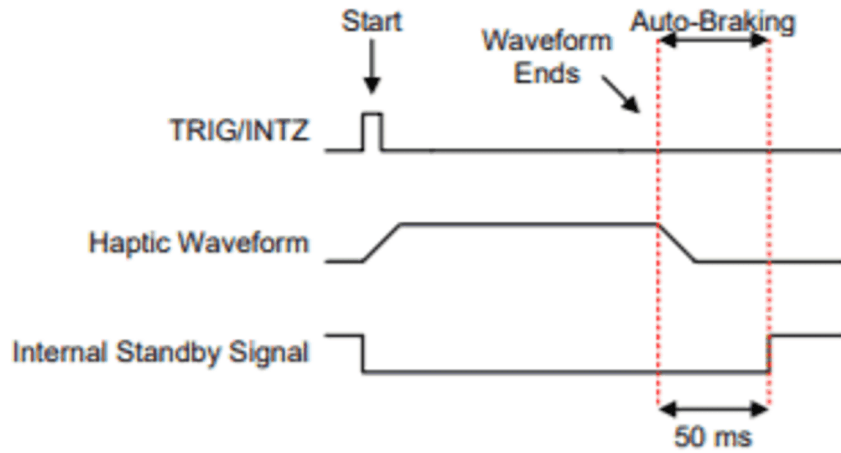 Start
Auto-Braking
Waveform
Ends
TRIG/INTZ
Haptic Waveform
Internal Standby Signal
50 ms